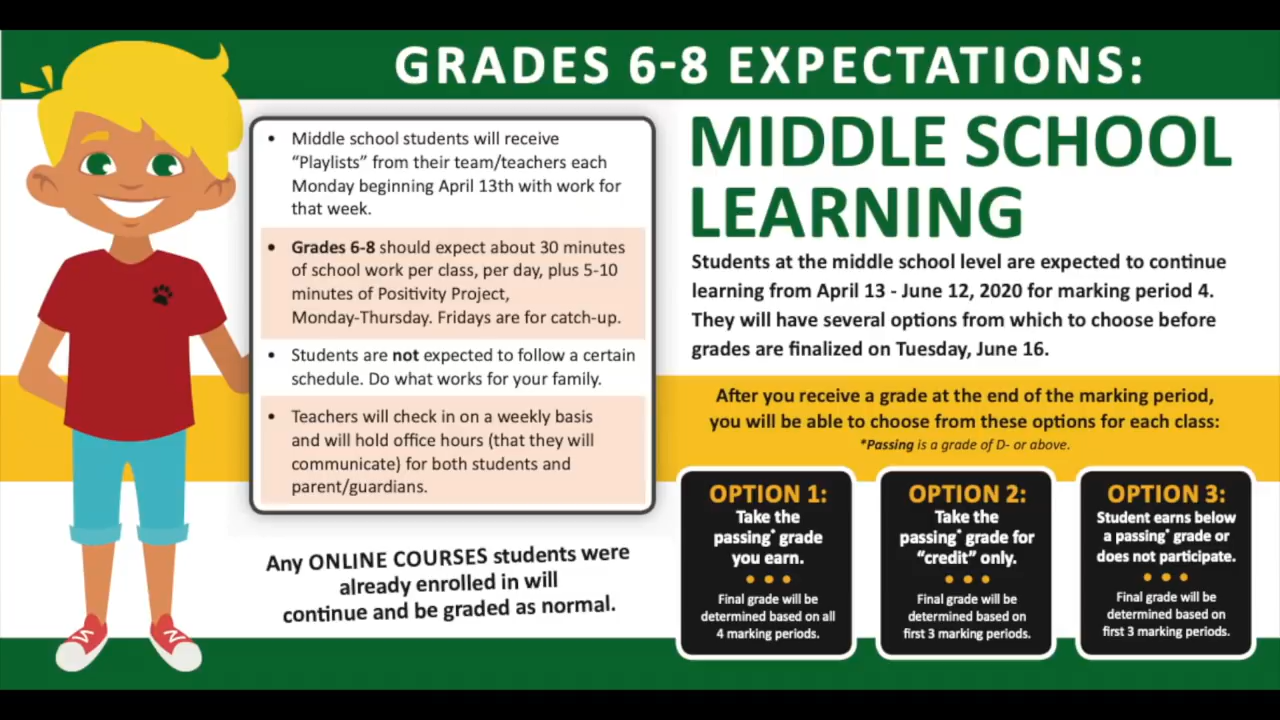 GRADES 6-8 EXPECTATIONS:
• Middle school students will receive
“Playlists” from their team/teachers each
Monday beginning April 13th with work for
that week.
• Grades 6-8 should expect about 30 minutes
of school work per class, per day, plus 5-10
minutes of Positivity Project,
Monday-Thursday. Fridays are for catch-up.
• Students are not expected to follow a certain
schedule. Do what works for your family.
• Teachers will check in on a weekly basis
and will hold office hours (that they will
communicate) for both students and
parent/guardians.
Any ONLINE COURSES students were
already enrolled in will
continue and be graded as normal.
MIDDLE SCHOOL
LEARNING
Students at the middle school level are expected to continue
learning from April 13 - June 12, 2020 for marking period 4.
They will have several options from which to choose before
grades are finalized on Tuesday, June 16.
After you receive a grade at the end of the marking period,
you will be able to choose from these options for each class:
*Passing is a grade of D- or above.
OPTION 1:
Take the
passing* grade
you earn.
Final grade will be
determined based on all
4 marking periods.
OPTION 2:
Take the
passing* grade for
“credit” only.
Final grade will be
determined based on
first 3 marking periods.
OPTION 3:
Student earns below
a passing* grade or
does not participate.
Final grade will be
determined based on
first 3 marking periods.